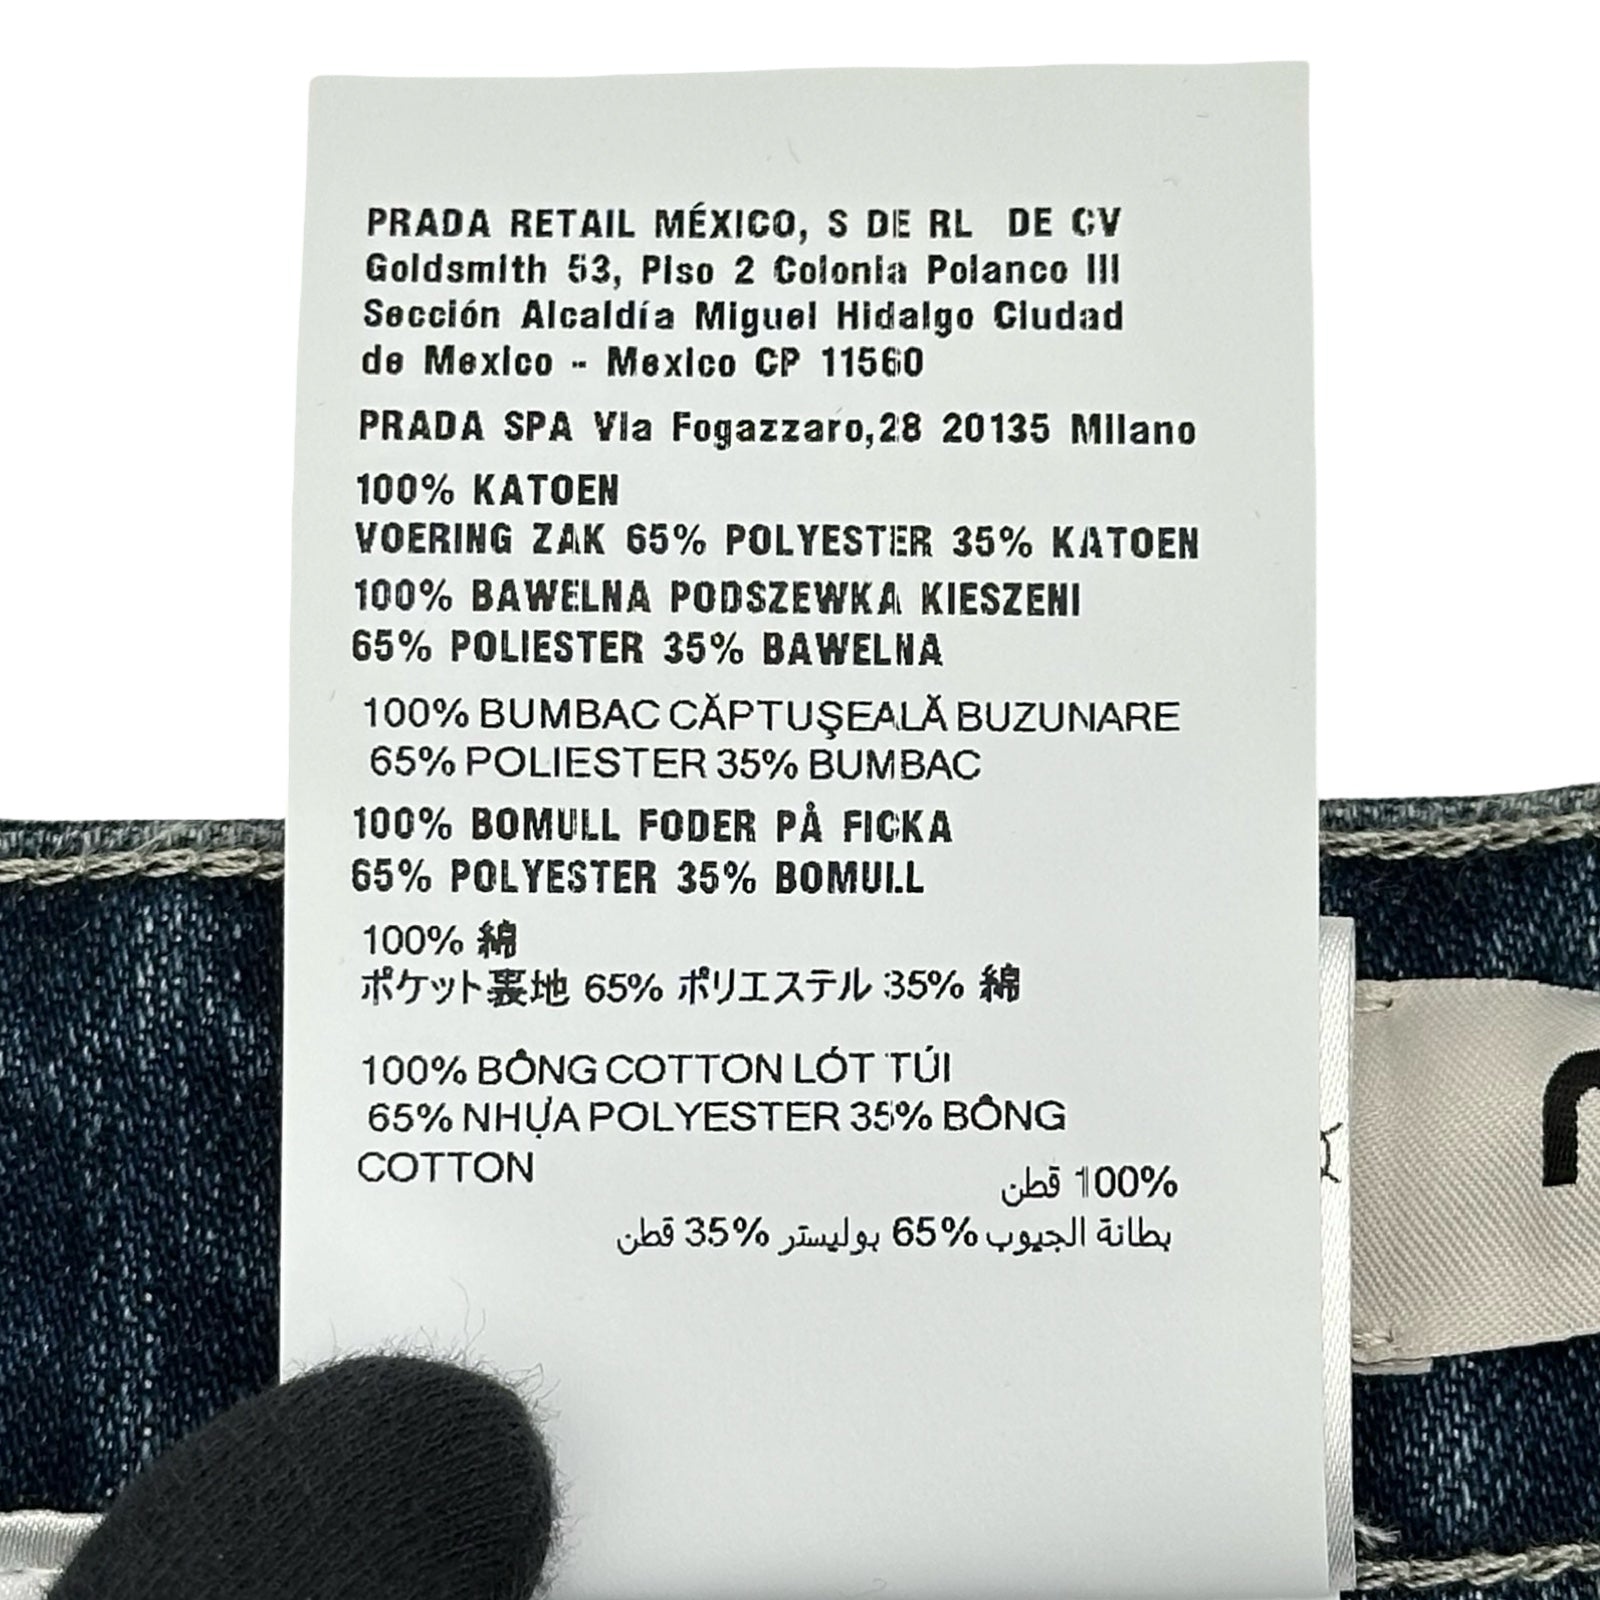 PRADA RETAIL MÉXICO, S DE RL DE CV
Goldsmith 53, Piso 2 Colonia Polanco III
Sección Alcaldía Miguel Hidalgo Ciudad
de Mexico - Mexico CP 11560
PRADA SPA Via Fogazzaro,28 20135 Milano
100% KATOEN
VOERING ZAK 65% POLYESTER 35% KATOEN
100% BAWELNA PODSZEWKA KIESZENI
65% POLIESTER 35% BAWELNA
100% BUMBAC CĂPTUŞEALĂ BUZUNARE
65% POLIESTER 35% BUMBAC
100% BOMULL FODER PÅ FICKA
65% POLYESTER 35% BOMULL
100% 綿
ポケット裏地 65% ポリエステル 35% 綿
100% BÔNG COTTON LÓT TÚI
65% NHỰA POLYESTER 35% BÔNG
COTTON
100% قطن
بطانة الجيوب 65% بوليستر 35% قطن